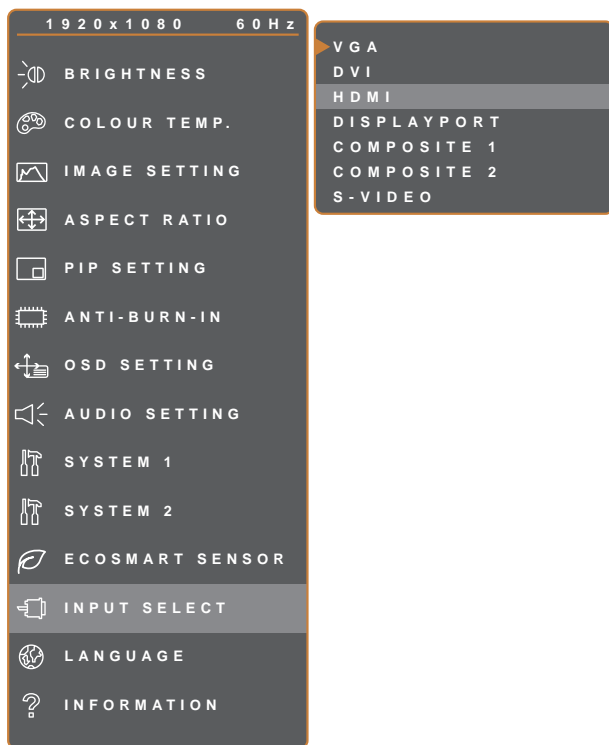 1920x1080 60Hz
BRIGHTNESS
COLOUR TEMP.
IMAGE SETTING
ASPECT RATIO
PIP SETTING
ANTI-BURN-IN
OSD SETTING
AUDIO SETTING
SYSTEM 1
SYSTEM 2
ECOSMART SENSOR
INPUT SELECT
LANGUAGE
INFORMATION
VGA
DVI
HDMI
DISPLAYPORT
COMPOSITE 1
COMPOSITE 2
S-VIDEO